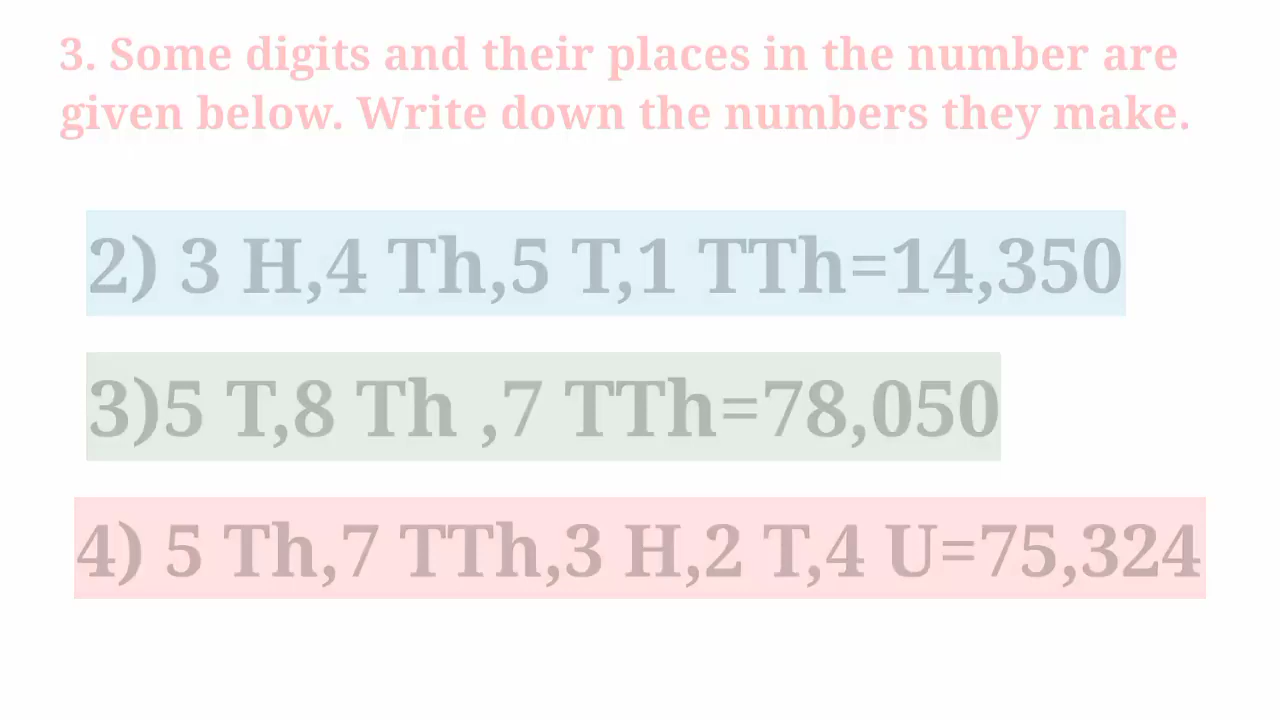 3. Some digits and their places in the number are
given below. Write down the numbers they make.
2) 3 H,4 Th,5 T,1 TTh=14,350
3)5 T,8 Th ,7 TTh=78,050
4) 5 Th,7 TTh,3 H,2 T,4 U=75,324